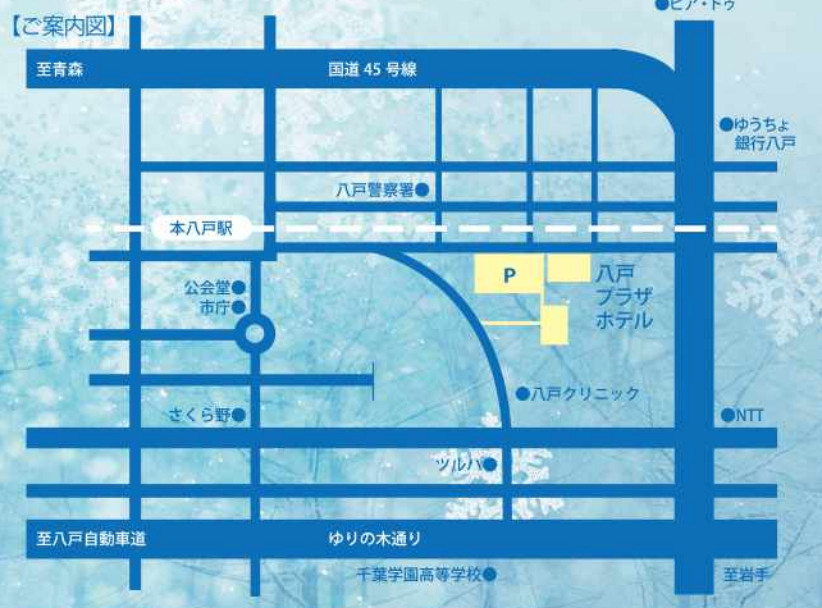 ●ピア・ドゥ
【ご案内図】
至青森
国道45号線
●ゆうちょ
銀行八戸
八戸警察署●
本八戸駅
P
八戸
プラザ
ホテル
公会堂●
市庁●
●八戸クリニック
さくら野●
●NTT
ツルハ●
至八戸自動車道
ゆりの木通り
千葉学園高等学校●
至岩手